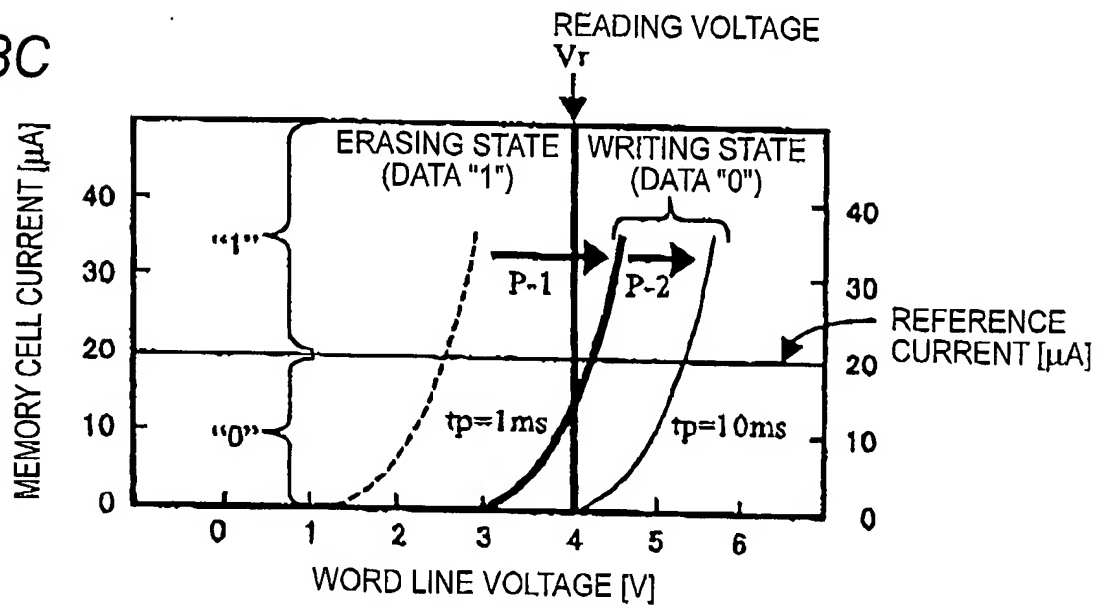 3C
READING VOLTAGE
Vr
ERASING STATE
(DATA "1")
WRITING STATE
(DATA "0")
MEMORY CELL CURRENT [μA]
40
30
20
10
0
"1"
"0"
P-1
P-2
tp=1ms
tp=10ms
40
30
20
10
0
REFERENCE
CURRENT [μA]
0 1 2 3 4 5 6
WORD LINE VOLTAGE [V]